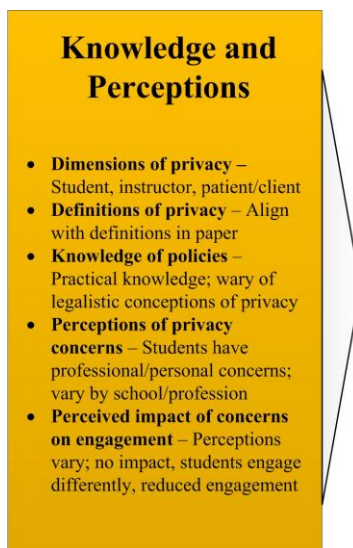 Knowledge and
Perceptions
• Dimensions of privacy –
Student, instructor, patient/client
• Definitions of privacy – Align
with definitions in paper
• Knowledge of policies –
Practical knowledge; wary of
legalistic conceptions of privacy
• Perceptions of privacy
concerns – Students have
professional/personal concerns;
vary by school/profession
• Perceived impact of concerns
on engagement – Perceptions
vary; no impact, students engage
differently, reduced engagement